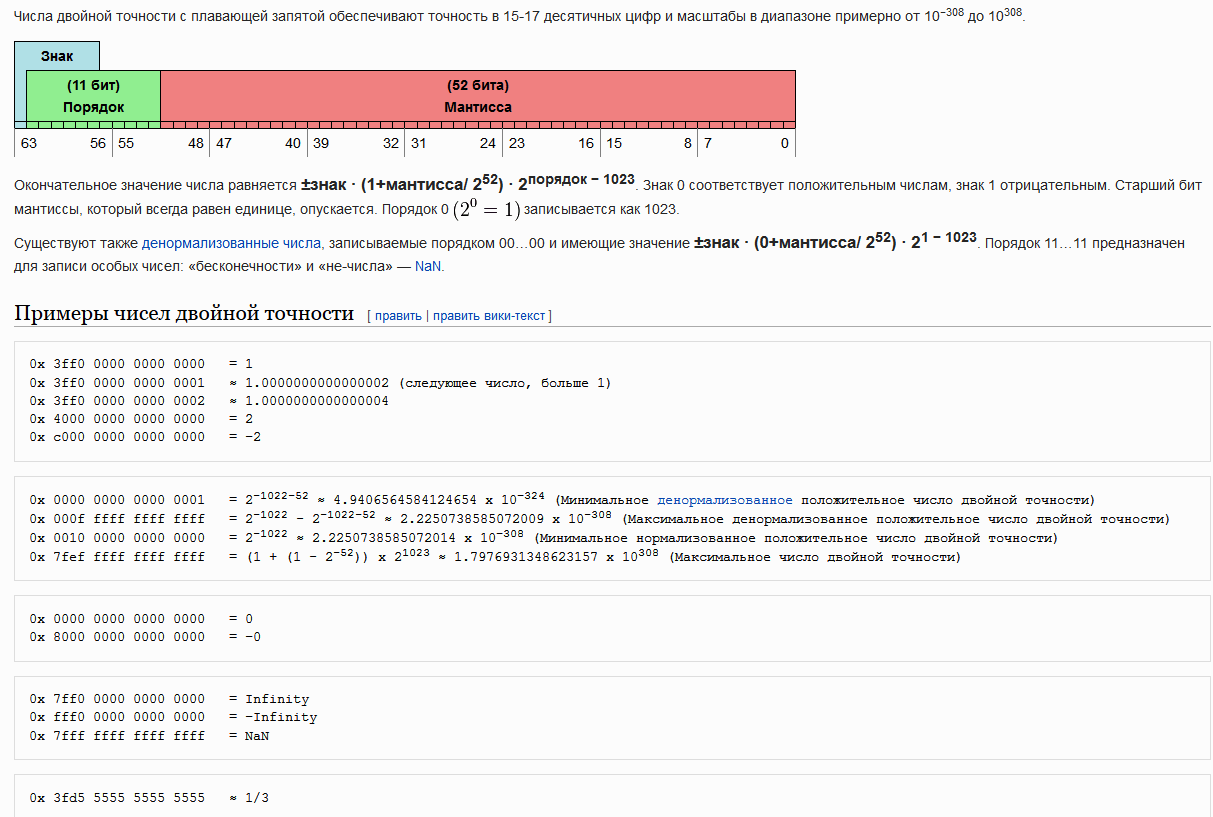 Числа двойной точности с плавающей запятой обеспечивают точность в 15-17 десятичных цифр и масштабы в диапазоне примерно от 10⁻³⁰⁸ до 10³⁰⁸.
Знак
(11 бит)
Порядок
(52 бита)
Мантисса
63 56 55 48 47 40 39 32 31 24 23 16 15 8 7 0
Окончательное значение числа равняется ±знак · (1+мантисса/ 2⁵²) · 2^порядок − 1023. Знак 0 соответствует положительным числам, знак 1 отрицательным. Старший бит
мантиссы, который всегда равен единице, опускается. Порядок 0 (2⁰ = 1) записывается как 1023.
Существуют также денормализованные числа, записываемые порядком 00…00 и имеющие значение ±знак · (0+мантисса/ 2⁵²) · 2^1 − 1023. Порядок 11…11 предназначен
для записи особых чисел: «бесконечности» и «не-числа» — NaN.
Примеры чисел двойной точности [ править | править вики-текст ]
0x 3ff0 0000 0000 0000 = 1
0x 3ff0 0000 0000 0001 ≈ 1.0000000000000002 (следующее число, больше 1)
0x 3ff0 0000 0000 0002 ≈ 1.0000000000000004
0x 4000 0000 0000 0000 = 2
0x c000 0000 0000 0000 = -2
0x 0000 0000 0000 0001 = 2⁻¹⁰²²⁻⁵² ≈ 4.9406564584124654 x 10⁻³²⁴ (Минимальное денормализованное положительное число двойной точности)
0x 000f ffff ffff ffff = 2⁻¹⁰²² - 2⁻¹⁰²²⁻⁵² ≈ 2.2250738585072009 x 10⁻³⁰⁸ (Максимальное денормализованное положительное число двойной точности)
0x 0010 0000 0000 0000 = 2⁻¹⁰²² ≈ 2.2250738585072014 x 10⁻³⁰⁸ (Минимальное нормализованное положительное число двойной точности)
0x 7fef ffff ffff ffff = (1 + (1 - 2⁻⁵²)) x 2¹⁰²³ ≈ 1.7976931348623157 x 10³⁰⁸ (Максимальное число двойной точности)
0x 0000 0000 0000 0000 = 0
0x 8000 0000 0000 0000 = -0
0x 7ff0 0000 0000 0000 = Infinity
0x fff0 0000 0000 0000 = -Infinity
0x 7fff ffff ffff ffff = NaN
0x 3fd5 5555 5555 5555 ≈ 1/3